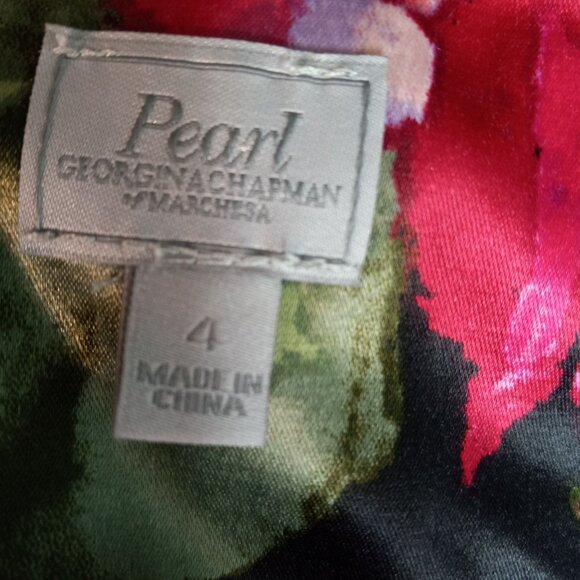 Pearl
GEORGINA CHAPMAN
of MARCHESA
4
MADE IN
CHINA